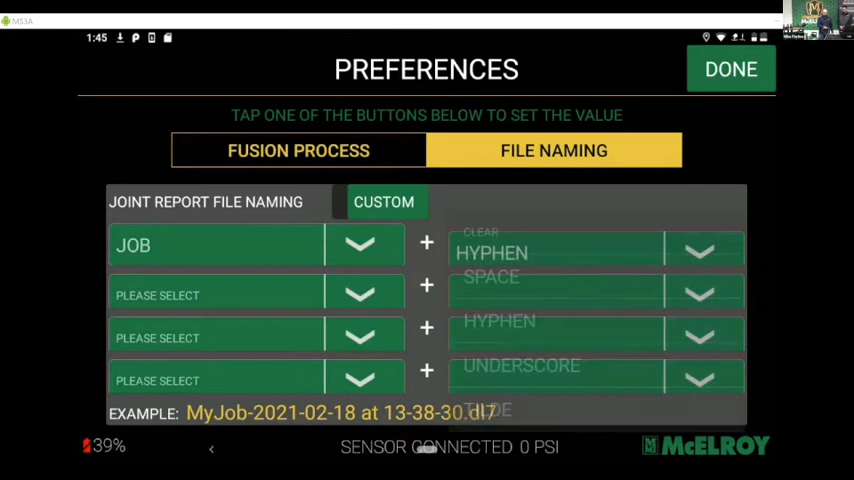 MS3A
1:45
PREFERENCES
DONE
TAP ONE OF THE BUTTONS BELOW TO SET THE VALUE
FUSION PROCESS
FILE NAMING
JOINT REPORT FILE NAMING
CUSTOM
JOB
+
CLEAR
HYPHEN
SPACE
PLEASE SELECT
+
HYPHEN
PLEASE SELECT
+
UNDERSCORE
PLEASE SELECT
+
TILDE
EXAMPLE: MyJob-2021-02-18 at 13-38-30.dl7
39%
SENSOR CONNECTED 0 PSI
McELROY